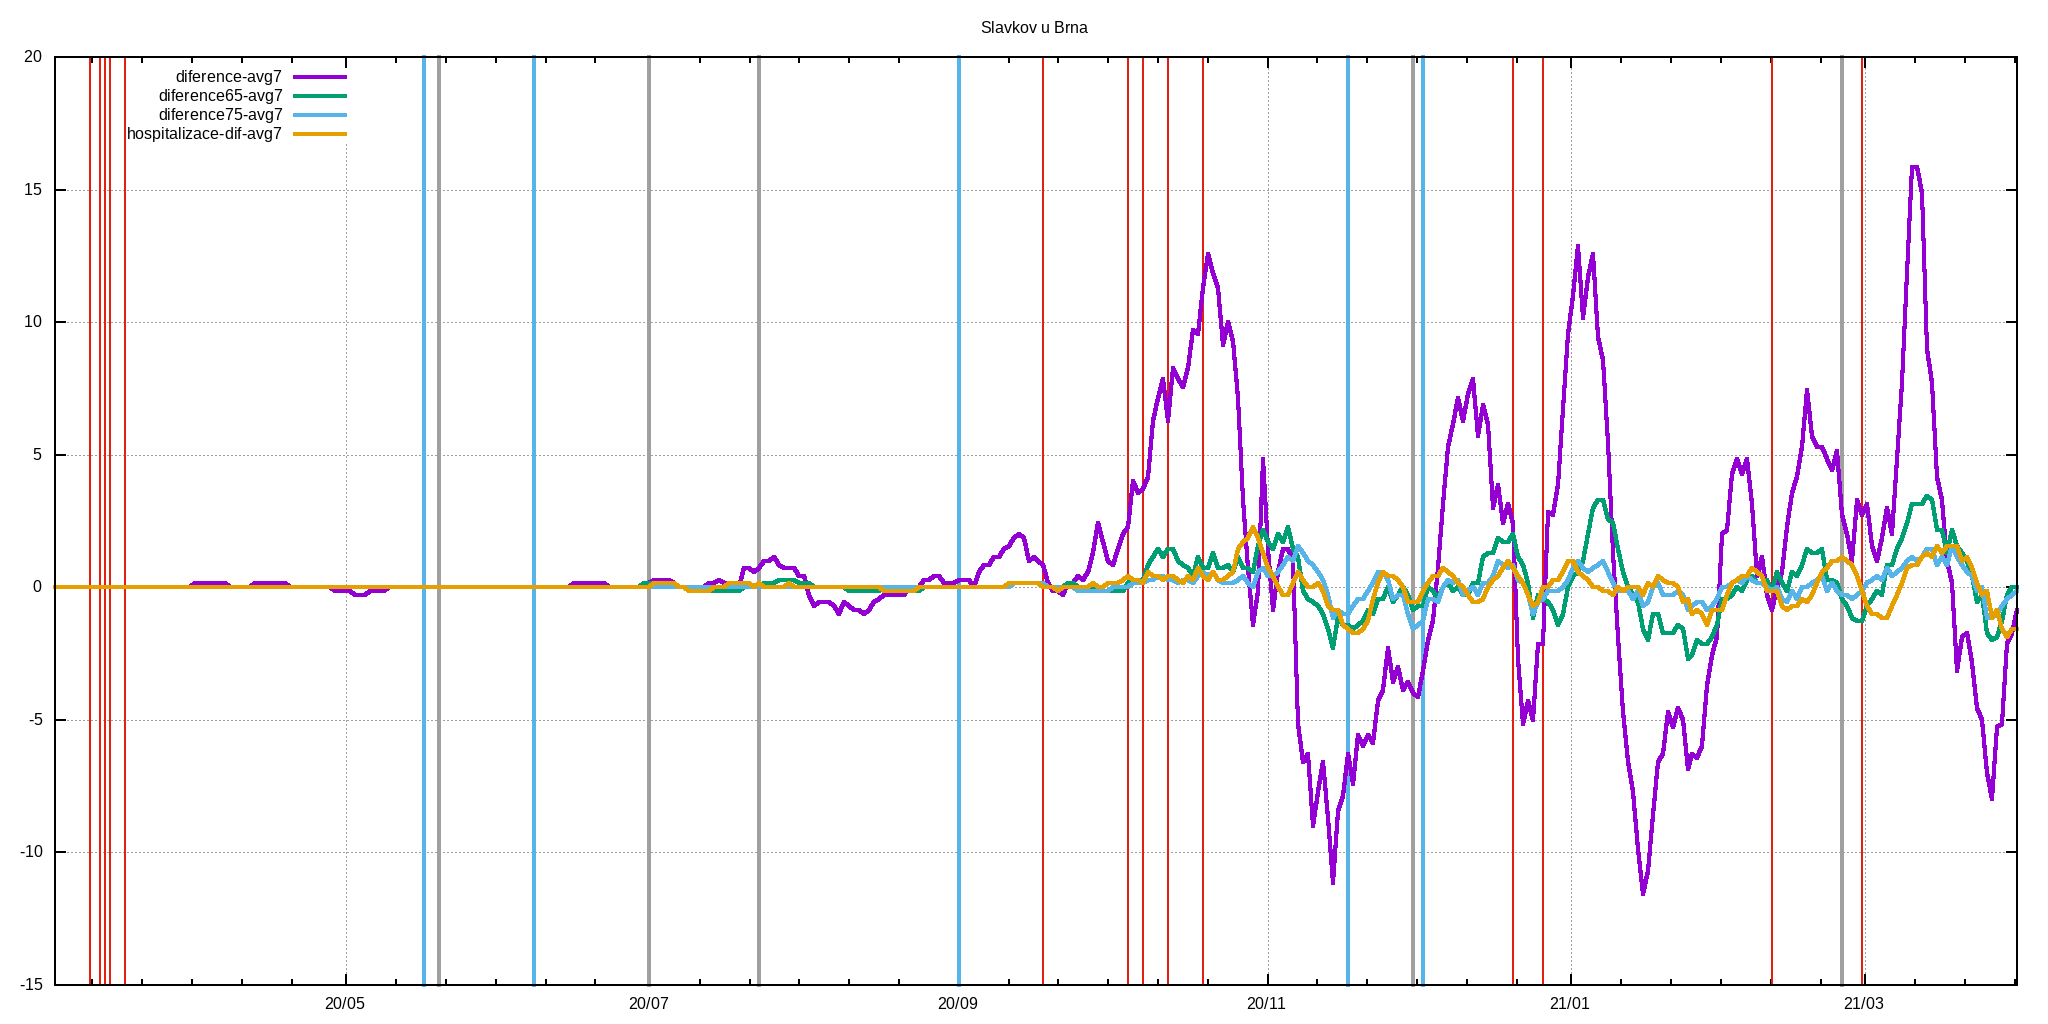 Slavkov u Brna
20
15
10
5
0
-5
-10
-15
diference-avg7
diference65-avg7
diference75-avg7
hospitalizace-dif-avg7
20/05 20/07 20/09 20/11 21/01 21/03